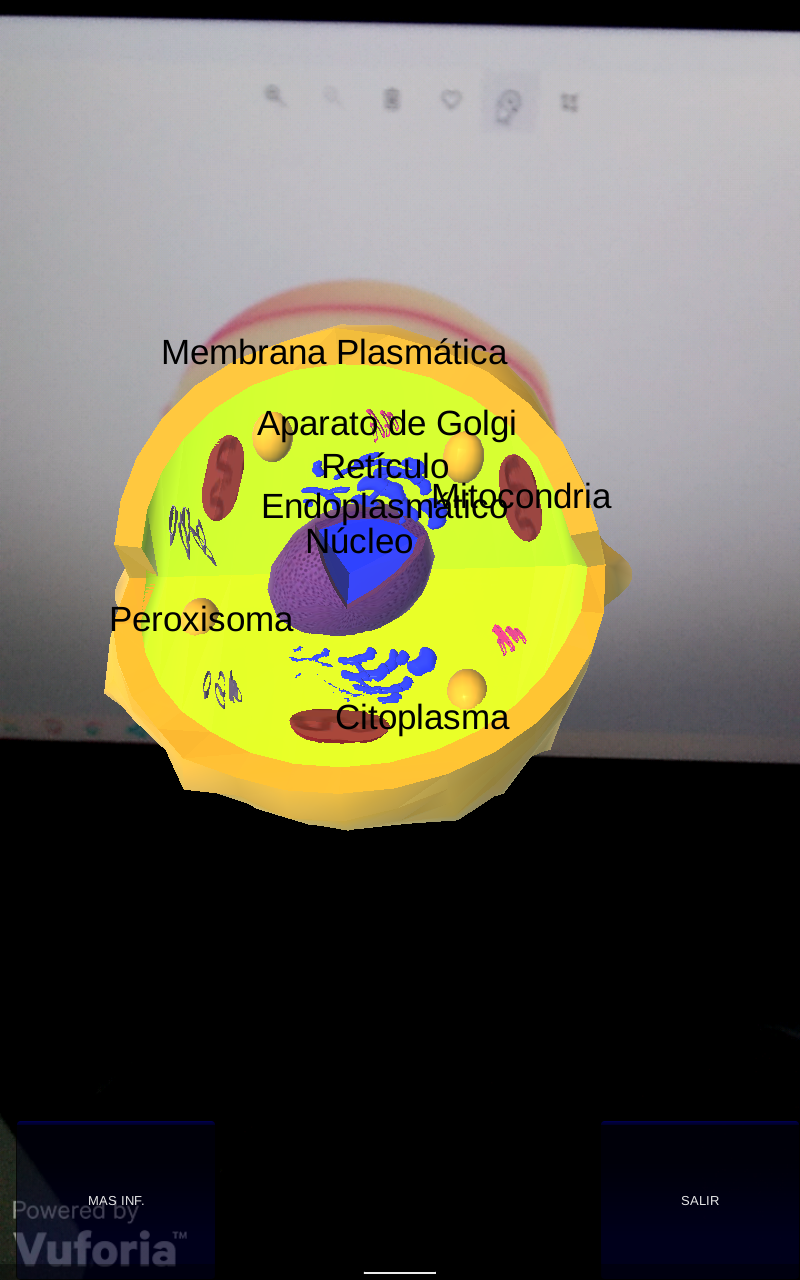 Membrana Plasmática
Aparato de Golgi
Retículo
Endoplasmático
Mitocondria
Núcleo
Peroxisoma
Citoplasma
MAS INF.
SALIR
Powered by
Vuforia™